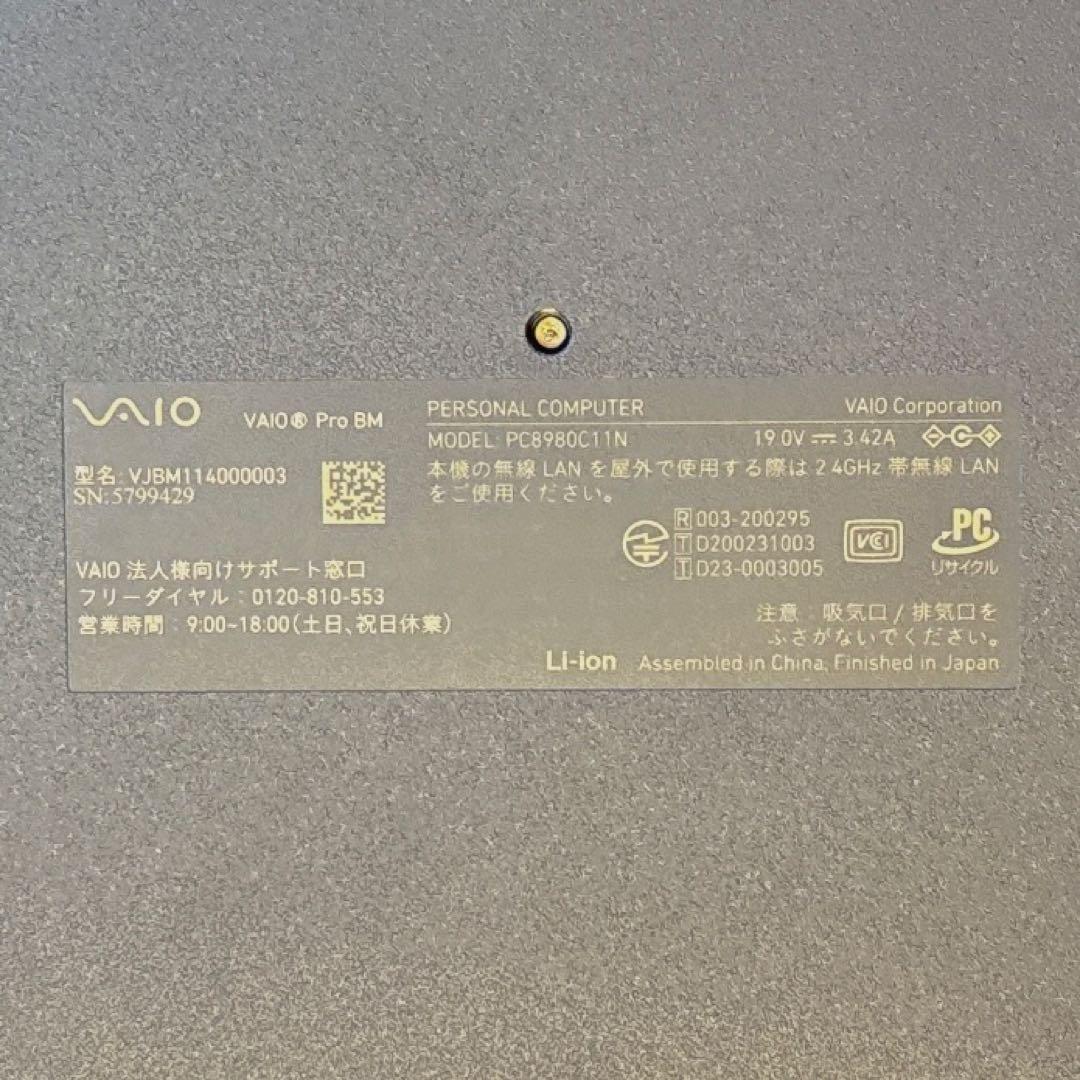 VAIO VAIO® Pro BM
型名: VJBM114000003
SN:5799429
VAIO 法人様向けサポート窓口
フリーダイヤル:0120-810-553
営業時間 : 9:00~18:00(土日、祝日休業)
PERSONAL COMPUTER VAIO Corporation
MODEL: PC8980C11N 19.0V 3.42A
本機の無線 LAN を屋外で使用する際は 2.4GHz 帯無線 LAN
をご使用ください。
R 003-200295
T D200231003
T D23-0003005
VCCI
PC
リサイクル
注意 : 吸気口 / 排気口を
ふさがないでください。
Li-ion Assembled in China, Finished in Japan